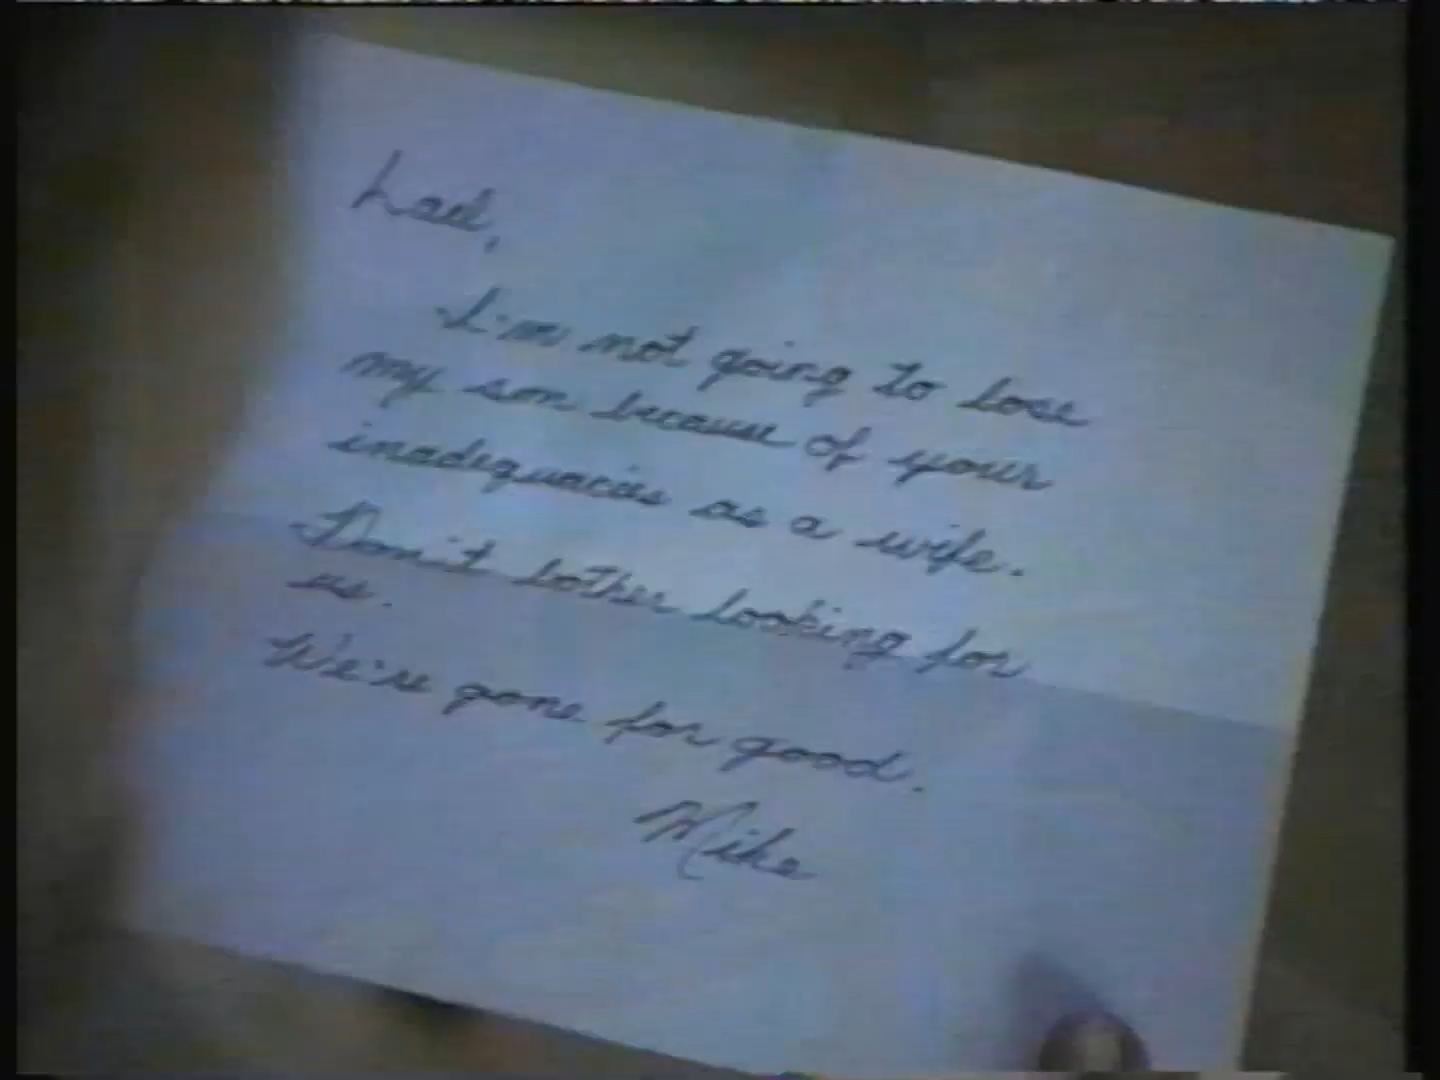 I'm not going to lose
my son because of your
inadequacies as a wife.
Don't bother looking for
us.
We're gone for good.
Mike